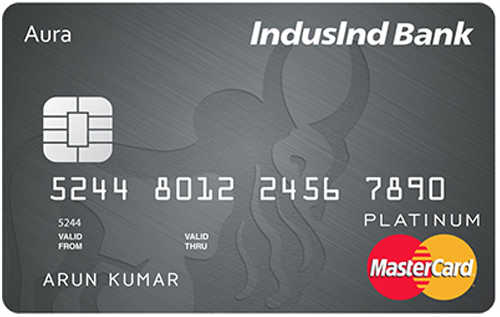 Aura
IndusInd Bank
5244 8012 2456 7890
5244
PLATINUM
VALID FROM
VALID THRU
ARUN KUMAR
MasterCard